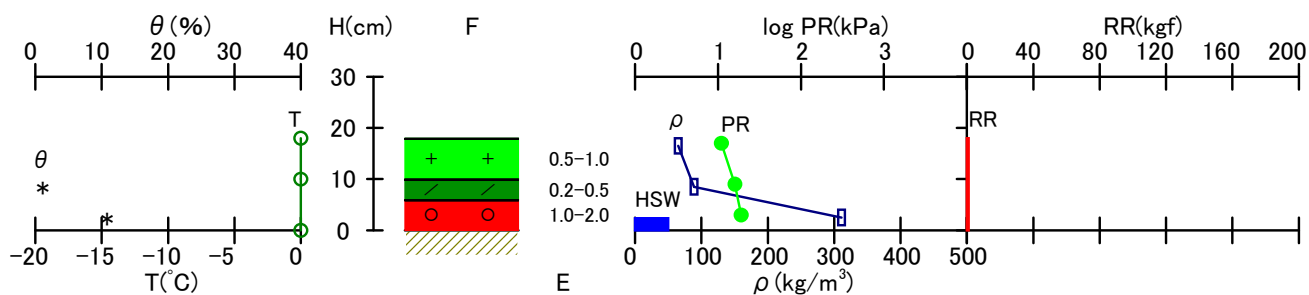 θ(%) H(cm) F log PR(kPa) RR(kgf)
0 10 20 30 40 0 1 2 3 0 40 80 120 160 200
30
T ρ PR RR
20
θ 0.5-1.0
10
0.2-0.5
HSW
1.0-2.0
0
-20 -15 -10 -5 0 0 100 200 300 400 500
T(°C) E ρ(kg/m³)